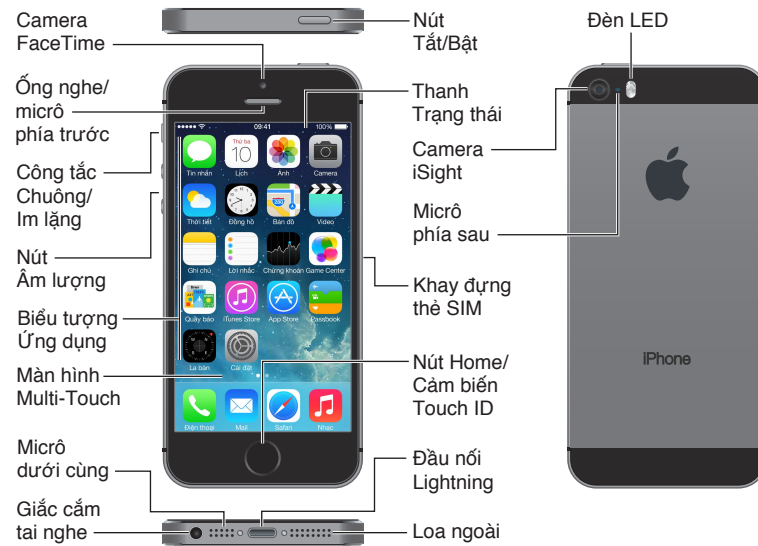 Camera
FaceTime
Ống nghe/
micrô
phía trước
Công tắc
Chuông/
Im lặng
Nút
Âm lượng
Biểu tượng
Ứng dụng
Màn hình
Multi-Touch
Micrô
dưới cùng
Giắc cắm
tai nghe
09:41
100%
Thứ ba
10
Tin nhắn
Lịch
Ảnh
Camera
280
Thời tiết
Đồng hồ
Bản đồ
Video
Ghi chú
Lời nhắc
Chứng khoán
Game Center
Quầy báo
iTunes Store
App Store
Passbook
La bàn
Cài đặt
Điện thoại
Mail
Safari
Nhạc
Nút
Tắt/Bật
Thanh
Trạng thái
Camera
iSight
Micrô
phía sau
Khay đựng
thẻ SIM
Nút Home/
Cảm biến
Touch ID
Đầu nối
Lightning
Loa ngoài
Đèn LED
iPhone